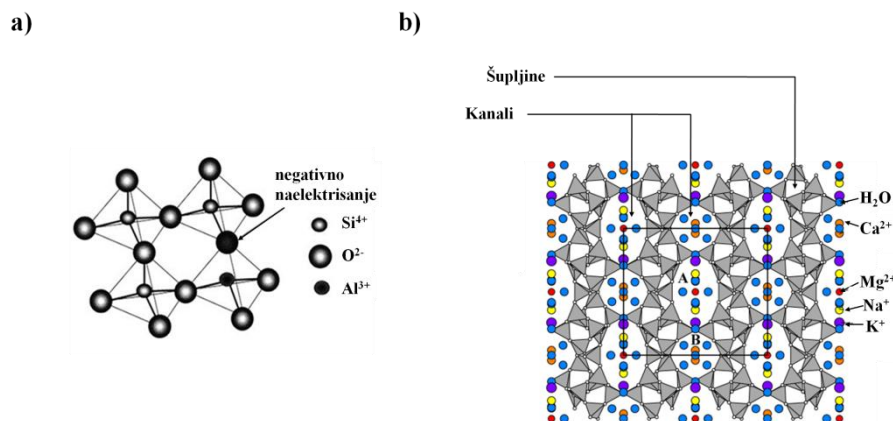 a)
negativno
naelektrisanje
Si⁴⁺
O²⁻
Al³⁺
b)
Šupljine
Kanali
A
B
H₂O
Ca²⁺
Mg²⁺
Na⁺
K⁺